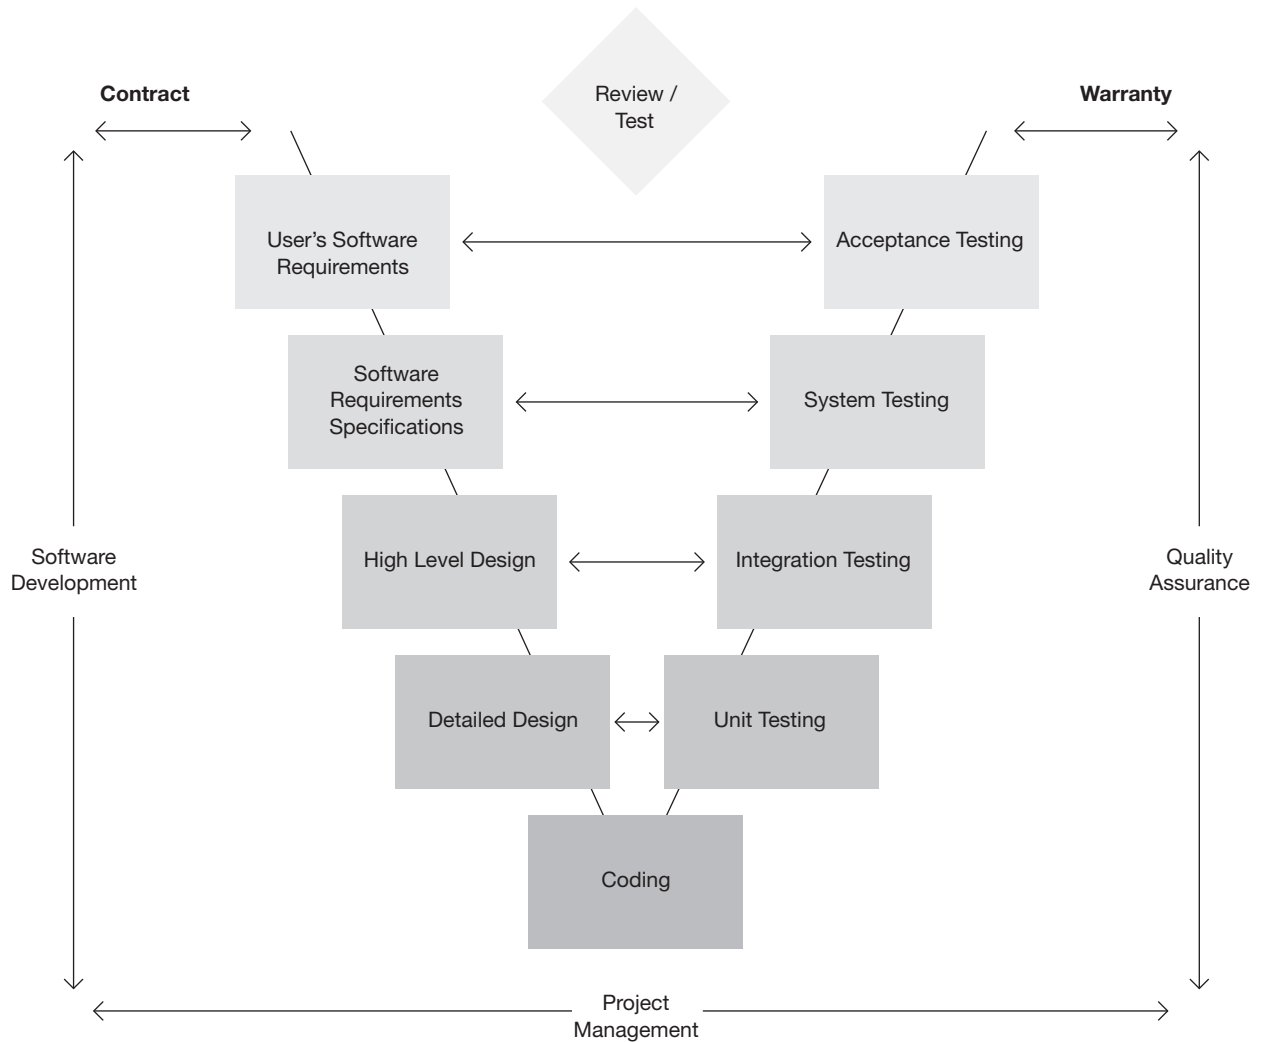 Review /
Test
Contract
Warranty
User’s Software
Requirements
Acceptance Testing
Software
Requirements
Specifications
System Testing
High Level Design
Integration Testing
Software
Development
Quality
Assurance
Detailed Design
Unit Testing
Coding
Project
Management